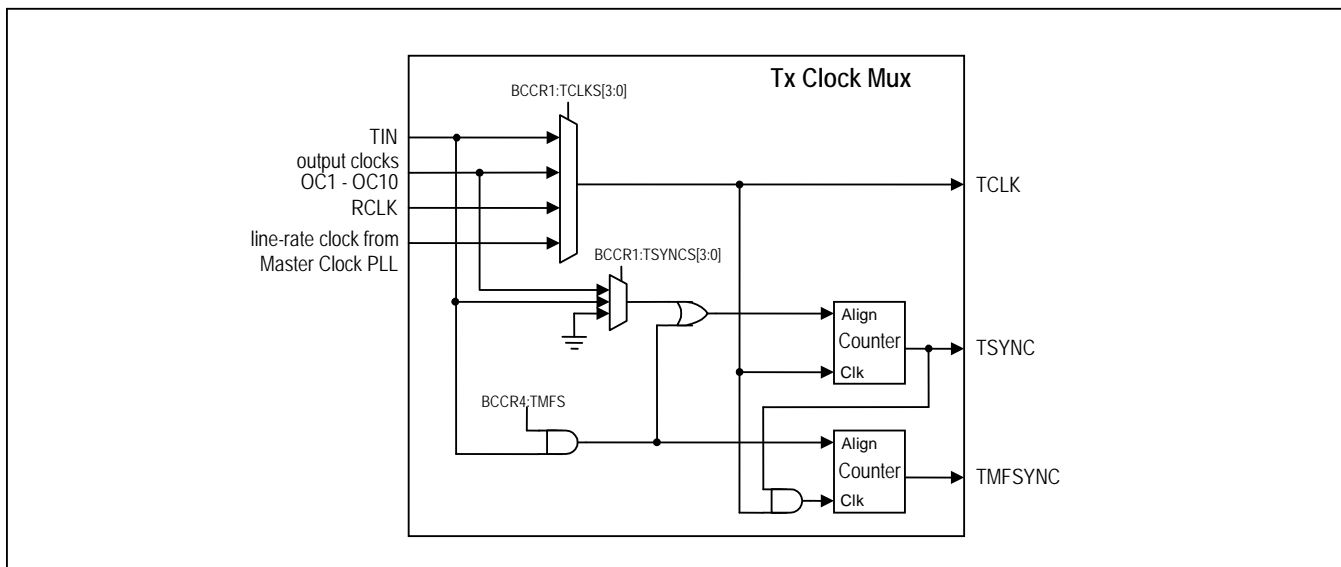 Tx Clock Mux
BCCR1:TCLKS[3:0]
TIN
output clocks
OC1 - OC10
RCLK
line-rate clock from
Master Clock PLL
TCLK
BCCR1:TSYNCS[3:0]
Align
Counter
Clk
TSYNC
BCCR4:TMFS
Align
Counter
Clk
TMFSYNC